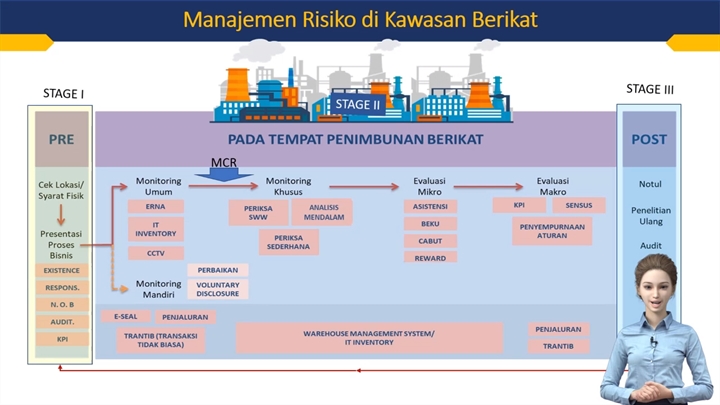 Manajemen Risiko di Kawasan Berikat
STAGE I
STAGE II
STAGE III
PRE
PADA TEMPAT PENIMBUNAN BERIKAT
POST
Cek Lokasi/
Syarat Fisik
Presentasi
Proses
Bisnis
EXISTENCE
RESPONS.
N. O. B
AUDIT.
KPI
Monitoring
Umum
ERNA
IT
INVENTORY
CCTV
Monitoring
Mandiri
PERBAIKAN
VOLUNTARY
DISCLOSURE
MCR
Monitoring
Khusus
PERIKSA
SWW
ANALISIS
MENDALAM
PERIKSA
SEDERHANA
Evaluasi
Mikro
ASISTENSI
BEKU
CABUT
REWARD
Evaluasi
Makro
KPI
SENSUS
PENYEMPURNAAN
ATURAN
E-SEAL
PENJALURAN
TRANTIB (TRANSAKSI
TIDAK BIASA)
WAREHOUSE MANAGEMENT SYSTEM/
IT INVENTORY
PENJALURAN
TRANTIB
Notul
Penelitian
Ulang
Audit